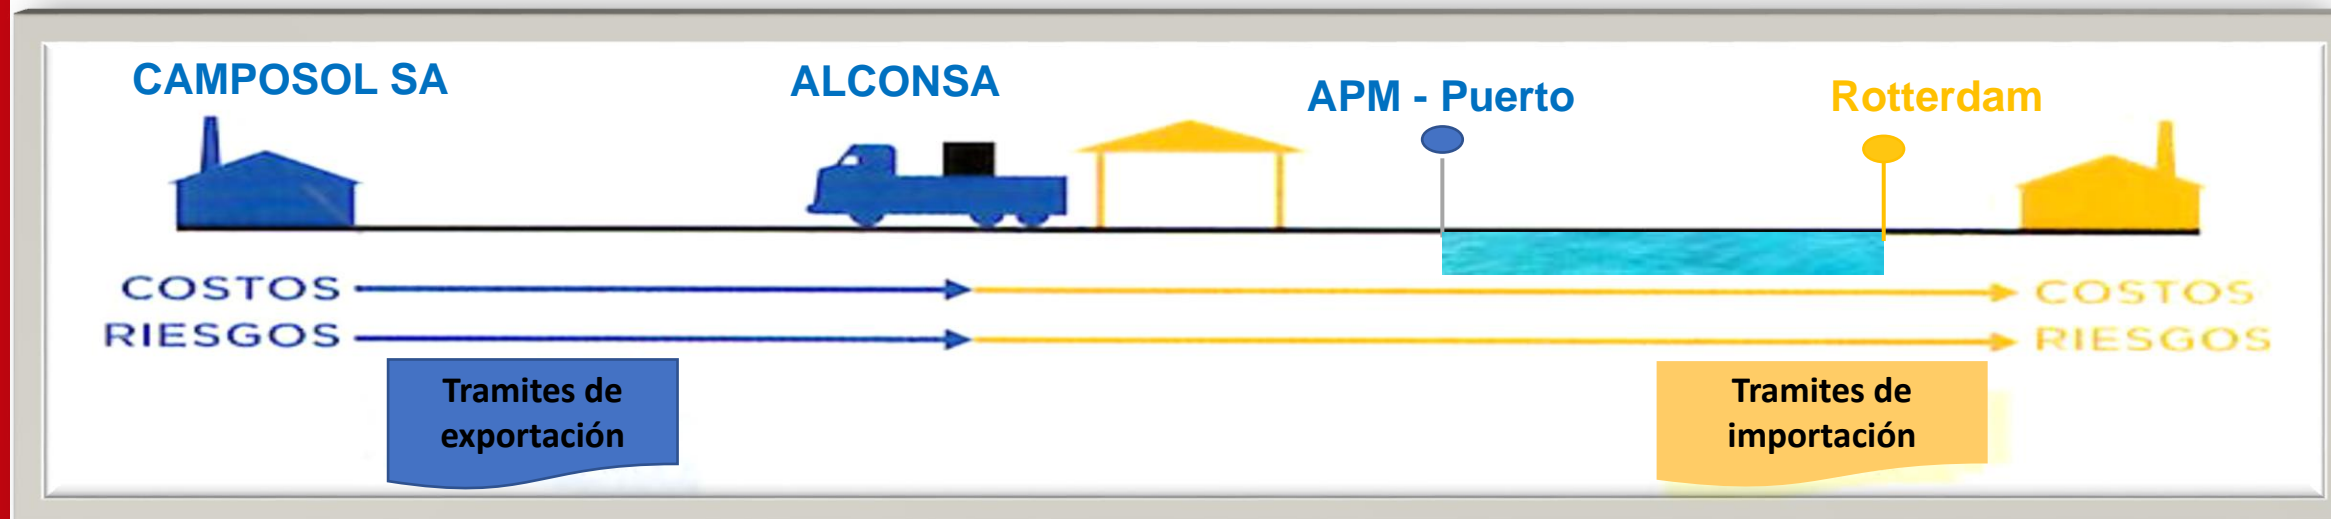 CAMPOSOL SA
ALCONSA
APM - Puerto
Rotterdam
COSTOS
COSTOS
RIESGOS
RIESGOS
Tramites de
exportación
Tramites de
importación